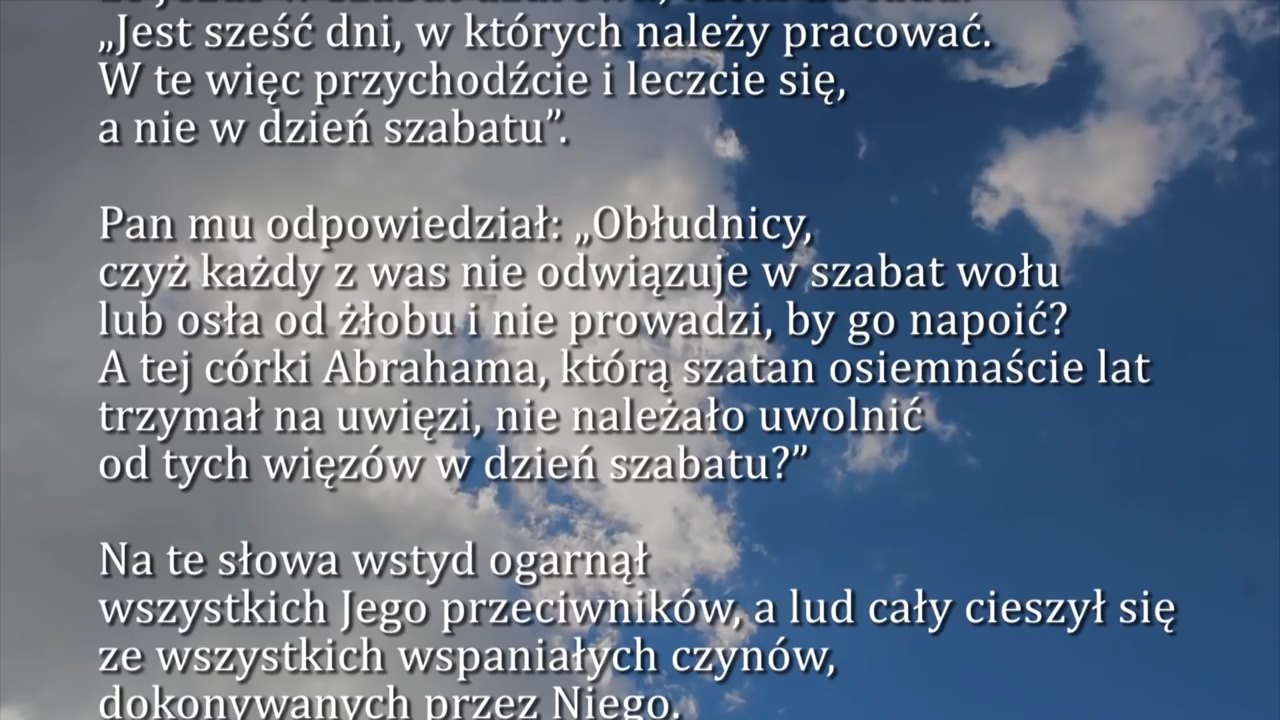 „Jest sześć dni, w których należy pracować.
W te więc przychodźcie i leczcie się,
a nie w dzień szabatu”.
Pan mu odpowiedział: „Obłudnicy,
czyż każdy z was nie odwiązuje w szabat wołu
lub osła od żłobu i nie prowadzi, by go napoić?
A tej córki Abrahama, którą szatan osiemnaście lat
trzymał na uwięzi, nie należało uwolnić
od tych więzów w dzień szabatu?”
Na te słowa wstyd ogarnął
wszystkich Jego przeciwników, a lud cały cieszył się
ze wszystkich wspaniałych czynów,
dokonywanych przez Niego.